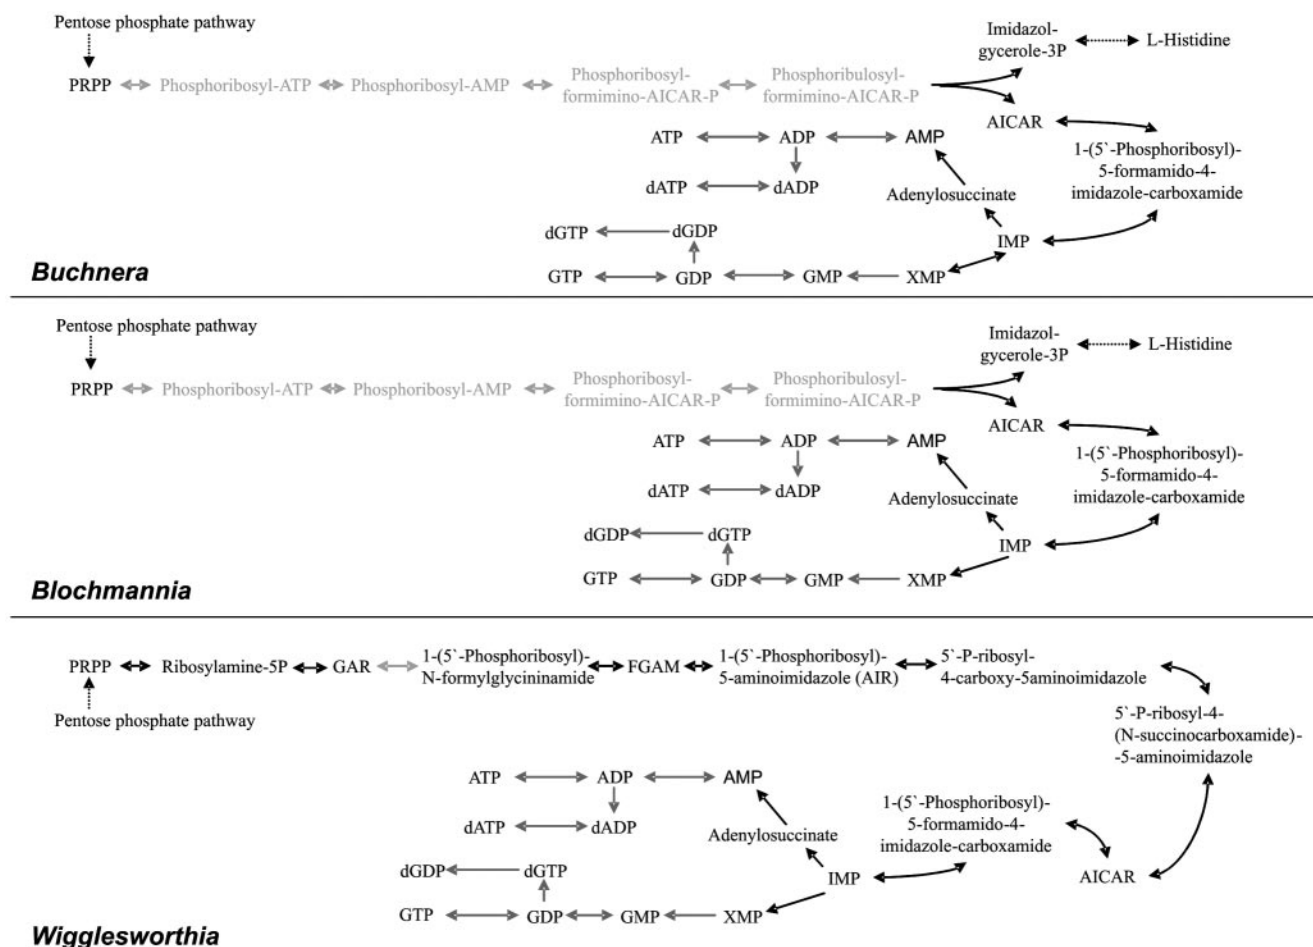 Pentose phosphate pathway
Imidazol-
gycerole-3P
L-Histidine
PRPP
Phosphoribosyl-ATP
Phosphoribosyl-AMP
Phosphoribosyl-
formimino-AICAR-P
Phosphoribulosyl-
formimino-AICAR-P
AICAR
ATP
ADP
AMP
1-(5`-Phosphoribosyl)-
5-formamido-4-
imidazole-carboxamide
dATP
dADP
Adenylosuccinate
dGTP
dGDP
IMP
Buchnera
GTP
GDP
GMP
XMP
Pentose phosphate pathway
Imidazol-
gycerole-3P
L-Histidine
PRPP
Phosphoribosyl-ATP
Phosphoribosyl-AMP
Phosphoribosyl-
formimino-AICAR-P
Phosphoribulosyl-
formimino-AICAR-P
AICAR
ATP
ADP
AMP
1-(5`-Phosphoribosyl)-
5-formamido-4-
imidazole-carboxamide
dATP
dADP
Adenylosuccinate
dGDP
dGTP
IMP
Blochmannia
GTP
GDP
GMP
XMP
PRPP
Ribosylamine-5P
GAR
1-(5`-Phosphoribosyl)-
N-formylglycininamide
FGAM
1-(5`-Phosphoribosyl)-
5-aminoimidazole (AIR)
5`-P-ribosyl-
4-carboxy-5aminoimidazole
Pentose phosphate pathway
5`-P-ribosyl-4-
(N-succinocarboxamide)-
-5-aminoimidazole
ATP
ADP
AMP
1-(5`-Phosphoribosyl)-
5-formamido-4-
imidazole-carboxamide
dATP
dADP
Adenylosuccinate
dGDP
dGTP
IMP
AICAR
GTP
GDP
GMP
XMP
Wigglesworthia